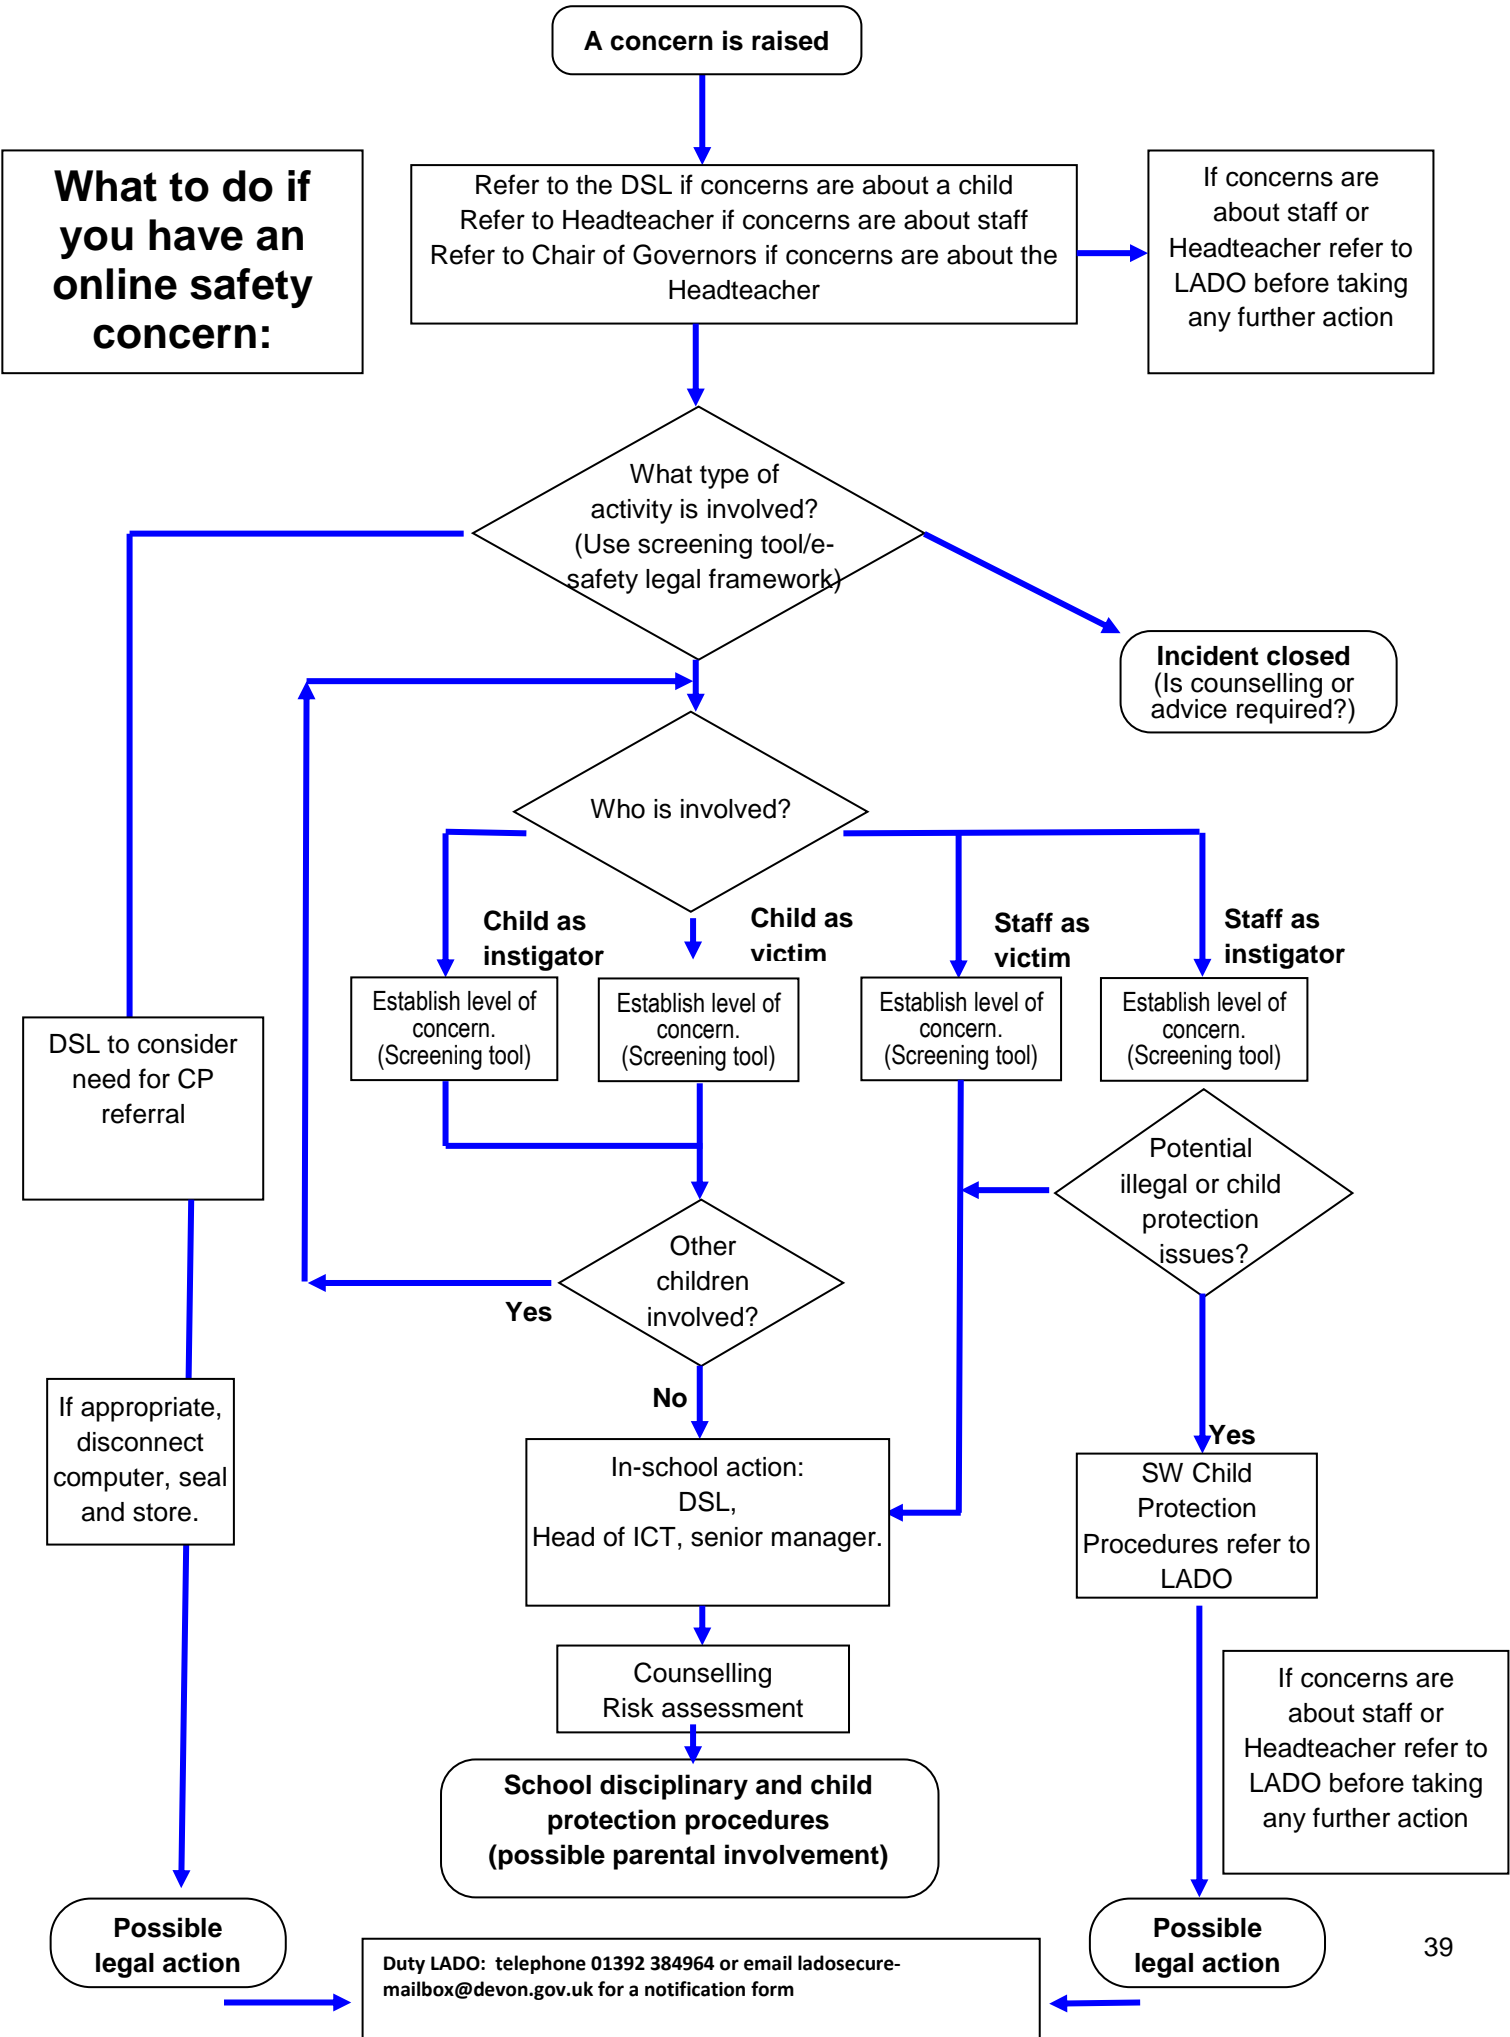 A concern is raised
What to do if
you have an
online safety
concern:
Refer to the DSL if concerns are about a child
Refer to Headteacher if concerns are about staff
Refer to Chair of Governors if concerns are about the
Headteacher
If concerns are
about staff or
Headteacher refer to
LADO before taking
any further action
What type of
activity is involved?
(Use screening tool/e-
safety legal framework)
Incident closed
(Is counselling or
advice required?)
Who is involved?
Child as
instigator
Child as
victim
Staff as
victim
Staff as
instigator
Establish level of
concern.
(Screening tool)
Establish level of
concern.
(Screening tool)
Establish level of
concern.
(Screening tool)
Establish level of
concern.
(Screening tool)
DSL to consider
need for CP
referral
Potential
illegal or child
protection
issues?
Other
children
involved?
Yes
No
If appropriate,
disconnect
computer, seal
and store.
In-school action:
DSL,
Head of ICT, senior manager.
Yes
SW Child
Protection
Procedures refer to
LADO
Counselling
Risk assessment
If concerns are
about staff or
Headteacher refer to
LADO before taking
any further action
School disciplinary and child
protection procedures
(possible parental involvement)
Possible
legal action
Possible
legal action
39
Duty LADO:  telephone 01392 384964 or email ladosecure-
mailbox@devon.gov.uk for a notification form